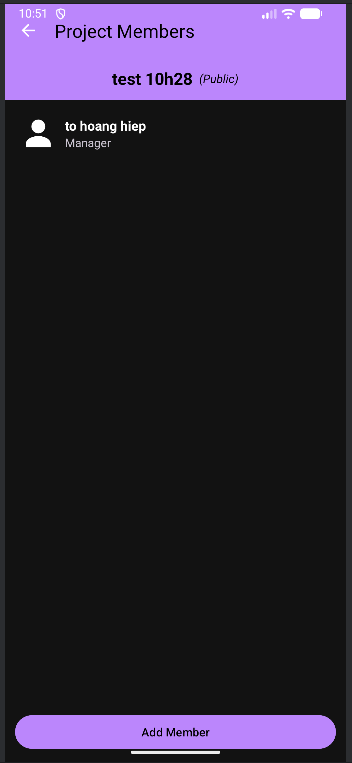 10:51
Project Members
test 10h28 (Public)
to hoang hiep
Manager
Add Member